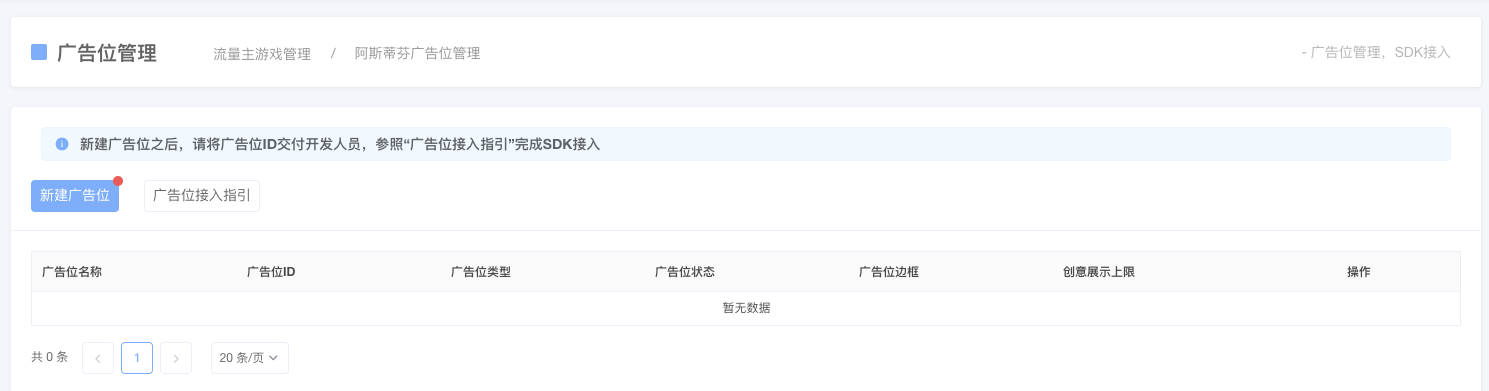 广告位管理 流量主游戏管理 / 阿斯蒂芬广告位管理 - 广告位管理，SDK接入
新建广告位之后，请将广告位ID交付开发人员，参照“广告位接入指引”完成SDK接入
新建广告位 广告位接入指引
广告位名称 广告位ID 广告位类型 广告位状态 广告位边框 创意展示上限 操作
暂无数据
共 0 条 1 20 条/页